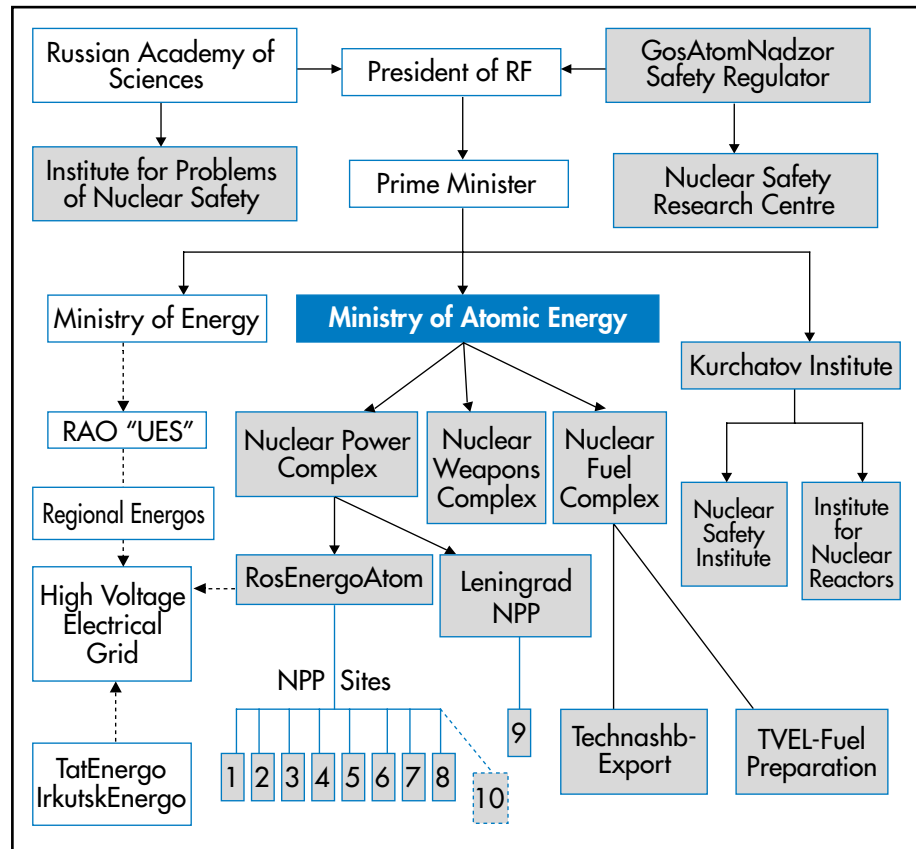 Russian Academy of
Sciences
President of RF
GosAtomNadzor
Safety Regulator
Institute for Problems
of Nuclear Safety
Prime Minister
Nuclear Safety
Research Centre
Ministry of Energy
Ministry of Atomic Energy
Kurchatov Institute
RAO “UES”
Nuclear Power
Complex
Nuclear
Weapons
Complex
Nuclear
Fuel
Complex
Regional Energos
Nuclear
Safety
Institute
Institute
for
Nuclear
Reactors
High Voltage
Electrical
Grid
RosEnergoAtom
Leningrad
NPP
NPP Sites
TatEnergo
IrkutskEnergo
1 2 3 4 5 6 7 8
9
10
Technashb-
Export
TVEL-Fuel
Preparation